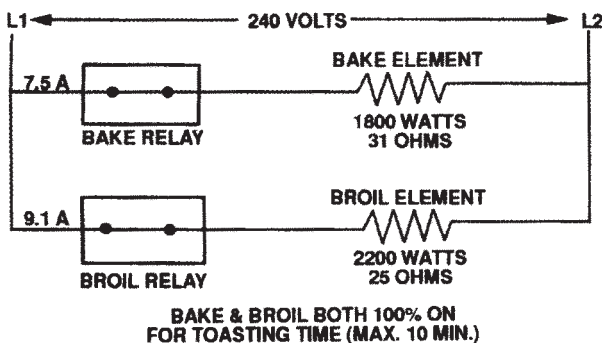 L1 240 VOLTS L2
BAKE ELEMENT
7.5 A
BAKE RELAY
1800 WATTS
31 OHMS
BROIL ELEMENT
9.1 A
BROIL RELAY
2200 WATTS
25 OHMS
BAKE & BROIL BOTH 100% ON
FOR TOASTING TIME (MAX. 10 MIN.)